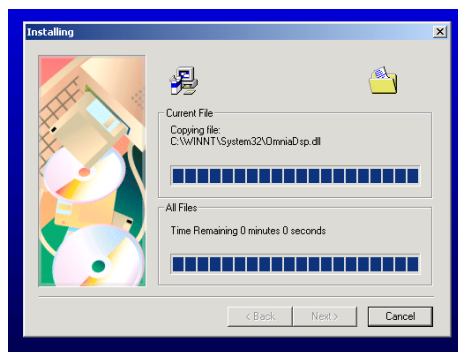 Installing
Current File
Copying file:
C:\WINNT\System32\OmniaDsp.dll
All Files
Time Remaining 0 minutes 0 seconds
< Back
Next >
Cancel